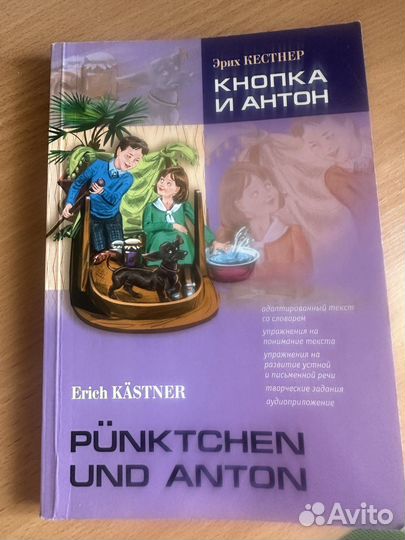 Эрих КЕСТНЕР
КНОПКА
И АНТОН
адаптированный текст
со словарем
упражнения на
понимание текста
упражнения на
развитие устной
и письменной речи
творческие задания
аудиоприложение
Erich KÄSTNER
PÜNKTCHEN
UND ANTON
Avito